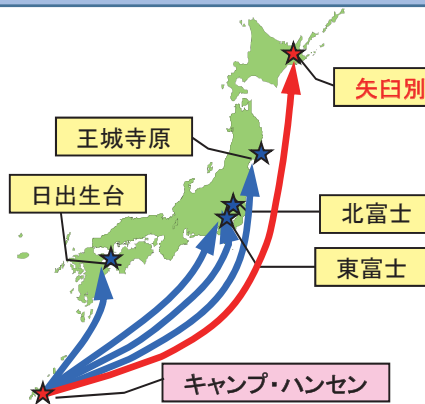 矢臼別
王城寺原
日出生台
北富士
東富士
キャンプ・ハンセン